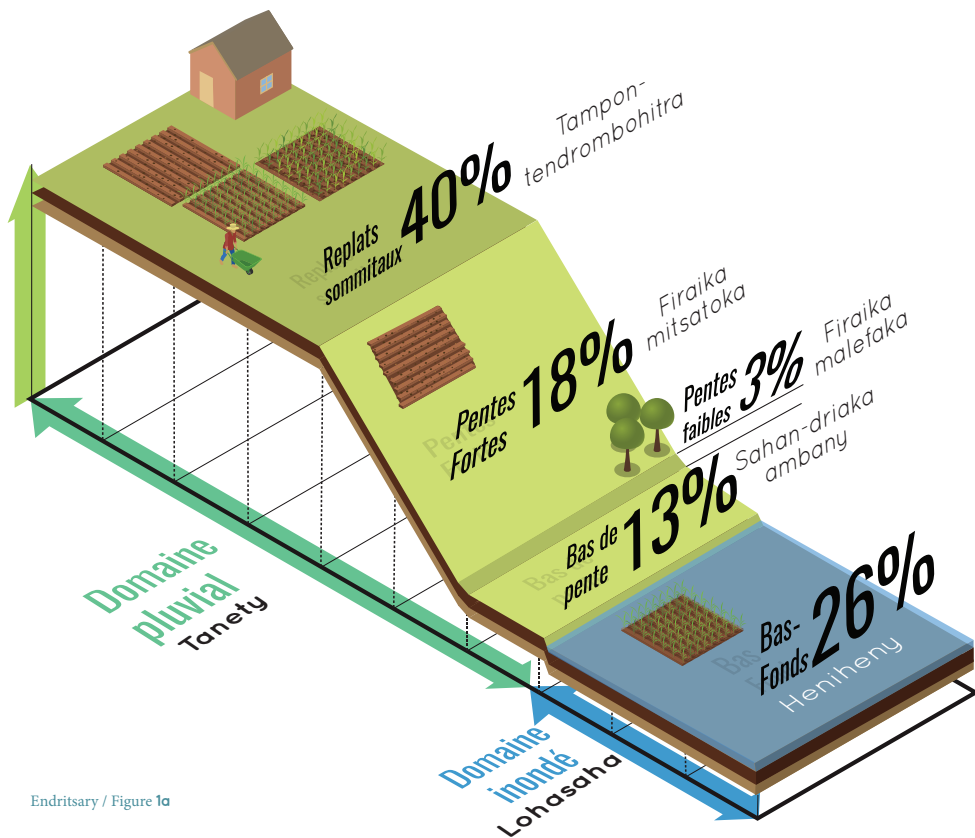 Tampon-
tendrombohitra
Replats
sommitaux
40%
Firaika
mitsatoka
Pentes
Fortes
18%
Firaika
malefaka
Pentes
faibles
3%
Sahan-driaka
ambany
Bas de
pente
13%
Bas-
Fonds
26%
Heniheny
Domaine
pluvial
Tanety
Domaine
inondé
Lohasaha
Endritsary / Figure 1a